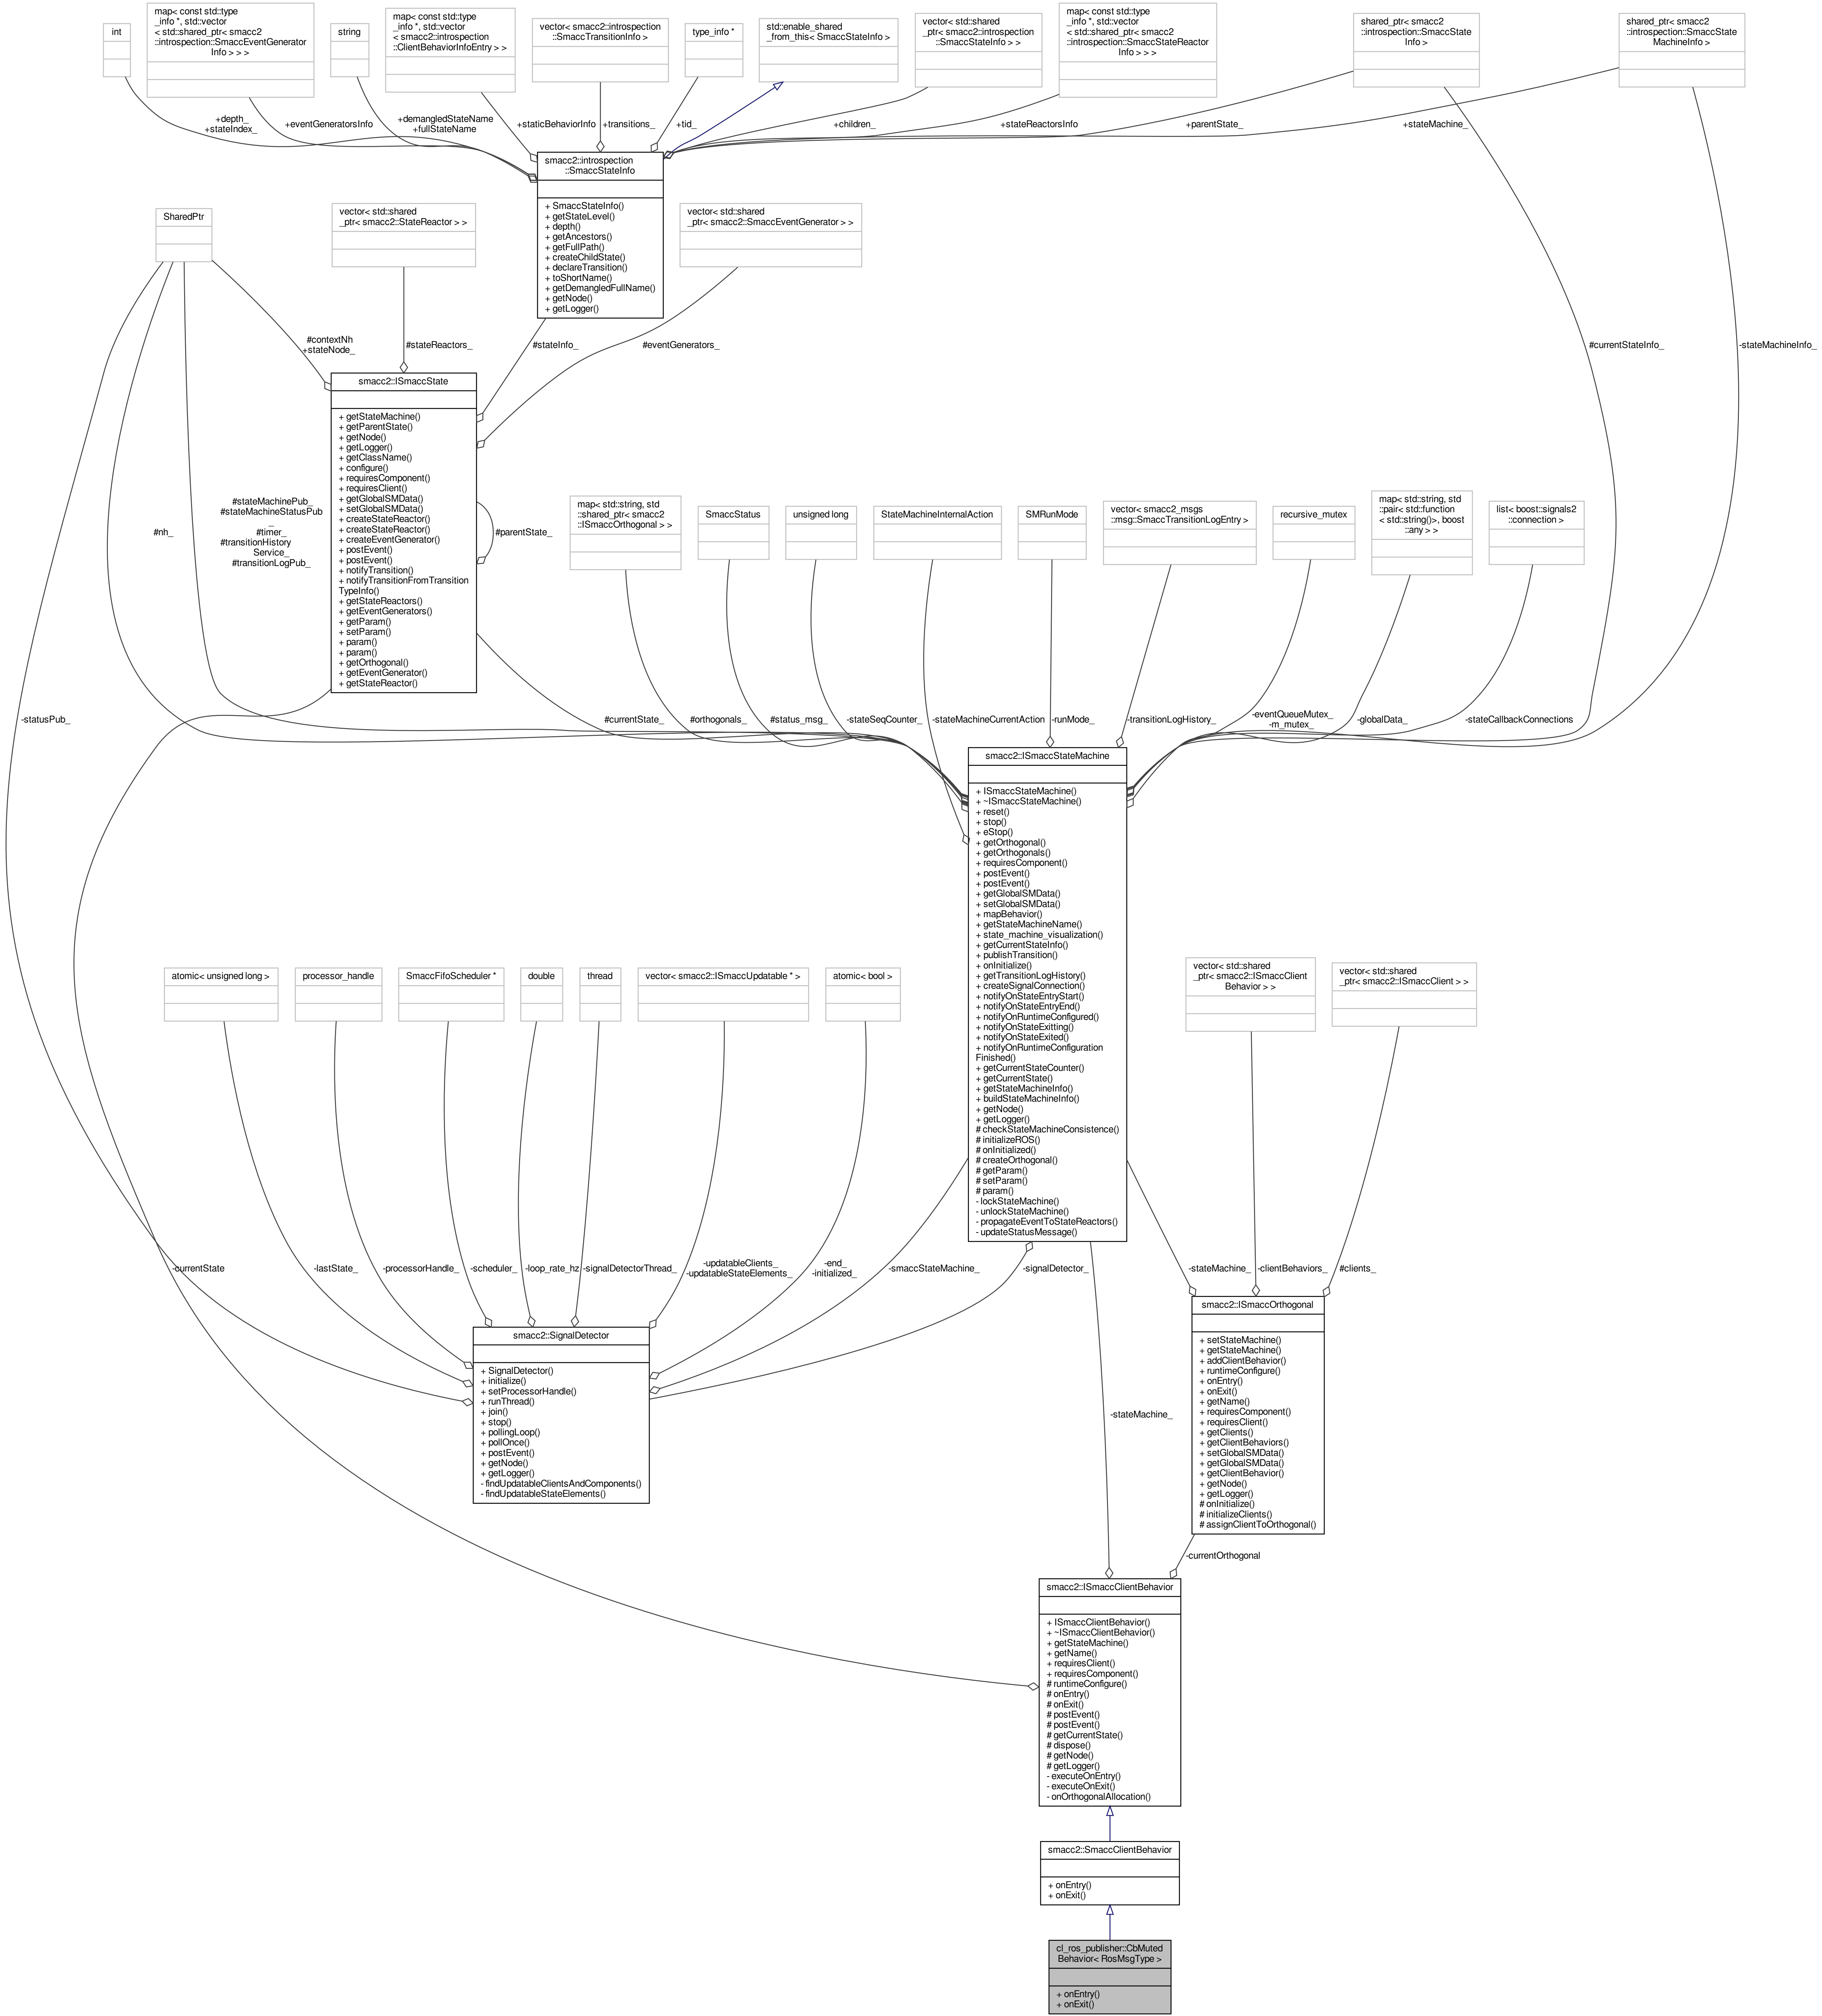 int
map< const std::type
_info *, std::vector
< std::shared_ptr< smacc2
::introspection::SmaccEventGenerator
Info > > >
string
map< const std::type
_info *, std::vector
< smacc2::introspection
::ClientBehaviorInfoEntry > >
vector< smacc2::introspection
::SmaccTransitionInfo >
type_info *
std::enable_shared
_from_this< SmaccStateInfo >
vector< std::shared
_ptr< smacc2::introspection
::SmaccStateInfo > >
map< const std::type
_info *, std::vector
< std::shared_ptr< smacc2
::introspection::SmaccStateReactor
Info > > >
shared_ptr< smacc2
::introspection::SmaccState
Info >
shared_ptr< smacc2
::introspection::SmaccState
MachineInfo >
+depth_
+stateIndex_
+eventGeneratorsInfo
+demangledStateName
+fullStateName
+staticBehaviorInfo
+transitions_
+tid_
+children_
+stateReactorsInfo
+parentState_
+stateMachine_
smacc2::introspection
::SmaccStateInfo
+ SmaccStateInfo()
+ getStateLevel()
+ depth()
+ getAncestors()
+ getFullPath()
+ createChildState()
+ declareTransition()
+ toShortName()
+ getDemangledFullName()
+ getNode()
+ getLogger()
SharedPtr
vector< std::shared
_ptr< smacc2::StateReactor > >
vector< std::shared
_ptr< smacc2::SmaccEventGenerator > >
#contextNh
+stateNode_
#stateReactors_
#stateInfo_
#eventGenerators_
#currentStateInfo_
-stateMachineInfo_
smacc2::ISmaccState
+ getStateMachine()
+ getParentState()
+ getNode()
+ getLogger()
+ getClassName()
+ configure()
+ requiresComponent()
+ requiresClient()
+ getGlobalSMData()
+ setGlobalSMData()
+ createStateReactor()
+ createStateReactor()
+ createEventGenerator()
+ postEvent()
+ postEvent()
+ notifyTransition()
+ notifyTransitionFromTransition
TypeInfo()
+ getStateReactors()
+ getEventGenerators()
+ getParam()
+ setParam()
+ param()
+ param()
+ getOrthogonal()
+ getEventGenerator()
+ getStateReactor()
#parentState_
#nh_
#stateMachinePub_
#stateMachineStatusPub
_
#timer_
#transitionHistory
Service_
#transitionLogPub_
map< std::string, std
::shared_ptr< smacc2
::ISmaccOrthogonal > >
SmaccStatus
unsigned long
StateMachineInternalAction
SMRunMode
vector< smacc2_msgs
::msg::SmaccTransitionLogEntry >
recursive_mutex
map< std::string, std
::pair< std::function
< std::string()>, boost
::any > >
list< boost::signals2
::connection >
-statusPub_
#currentState_
#orthogonals_
#status_msg_
-stateSeqCounter_
-stateMachineCurrentAction
-runMode_
-transitionLogHistory_
-eventQueueMutex_
-m_mutex_
-globalData_
-stateCallbackConnections
smacc2::ISmaccStateMachine
+ ISmaccStateMachine()
+ ~ISmaccStateMachine()
+ reset()
+ stop()
+ eStop()
+ getOrthogonal()
+ getOrthogonals()
+ requiresComponent()
+ postEvent()
+ postEvent()
+ getGlobalSMData()
+ setGlobalSMData()
+ mapBehavior()
+ getStateMachineName()
+ state_machine_visualization()
+ getCurrentStateInfo()
+ publishTransition()
+ onInitialize()
+ getTransitionLogHistory()
+ createSignalConnection()
+ notifyOnStateEntryStart()
+ notifyOnStateEntryEnd()
+ notifyOnRuntimeConfigured()
+ notifyOnStateExitting()
+ notifyOnStateExited()
+ notifyOnRuntimeConfiguration
Finished()
+ getCurrentStateCounter()
+ getCurrentState()
+ getStateMachineInfo()
+ buildStateMachineInfo()
+ getNode()
+ getLogger()
# checkStateMachineConsistence()
# initializeROS()
# onInitialized()
# createOrthogonal()
# getParam()
# setParam()
# param()
- lockStateMachine()
- unlockStateMachine()
- propagateEventToStateReactors()
- updateStatusMessage()
atomic< unsigned long >
processor_handle
SmaccFifoScheduler *
double
thread
vector< smacc2::ISmaccUpdatable * >
atomic< bool >
vector< std::shared
_ptr< smacc2::ISmaccClient
Behavior > >
vector< std::shared
_ptr< smacc2::ISmaccClient > >
-currentState
-lastState_
-processorHandle_
-scheduler_
-loop_rate_hz
-signalDetectorThread_
-updatableClients_
-updatableStateElements_
-end_
-initialized_
-smaccStateMachine_
-signalDetector_
-stateMachine_
-clientBehaviors_
#clients_
smacc2::SignalDetector
+ SignalDetector()
+ initialize()
+ setProcessorHandle()
+ runThread()
+ join()
+ stop()
+ pollingLoop()
+ pollOnce()
+ postEvent()
+ getNode()
+ getLogger()
- findUpdatableClientsAndComponents()
- findUpdatableStateElements()
smacc2::ISmaccOrthogonal
+ setStateMachine()
+ getStateMachine()
+ addClientBehavior()
+ runtimeConfigure()
+ onEntry()
+ onExit()
+ getName()
+ requiresComponent()
+ requiresClient()
+ getClients()
+ getClientBehaviors()
+ setGlobalSMData()
+ getGlobalSMData()
+ getClientBehavior()
+ getNode()
+ getLogger()
# onInitialize()
# initializeClients()
# assignClientToOrthogonal()
-stateMachine_
-currentOrthogonal
smacc2::ISmaccClientBehavior
+ ISmaccClientBehavior()
+ ~ISmaccClientBehavior()
+ getStateMachine()
+ getName()
+ requiresClient()
+ requiresComponent()
# runtimeConfigure()
# onEntry()
# onExit()
# postEvent()
# postEvent()
# getCurrentState()
# dispose()
# getNode()
# getLogger()
- executeOnEntry()
- executeOnExit()
- onOrthogonalAllocation()
smacc2::SmaccClientBehavior
+ onEntry()
+ onExit()
cl_ros_publisher::CbMuted
Behavior< RosMsgType >
+ onEntry()
+ onExit()